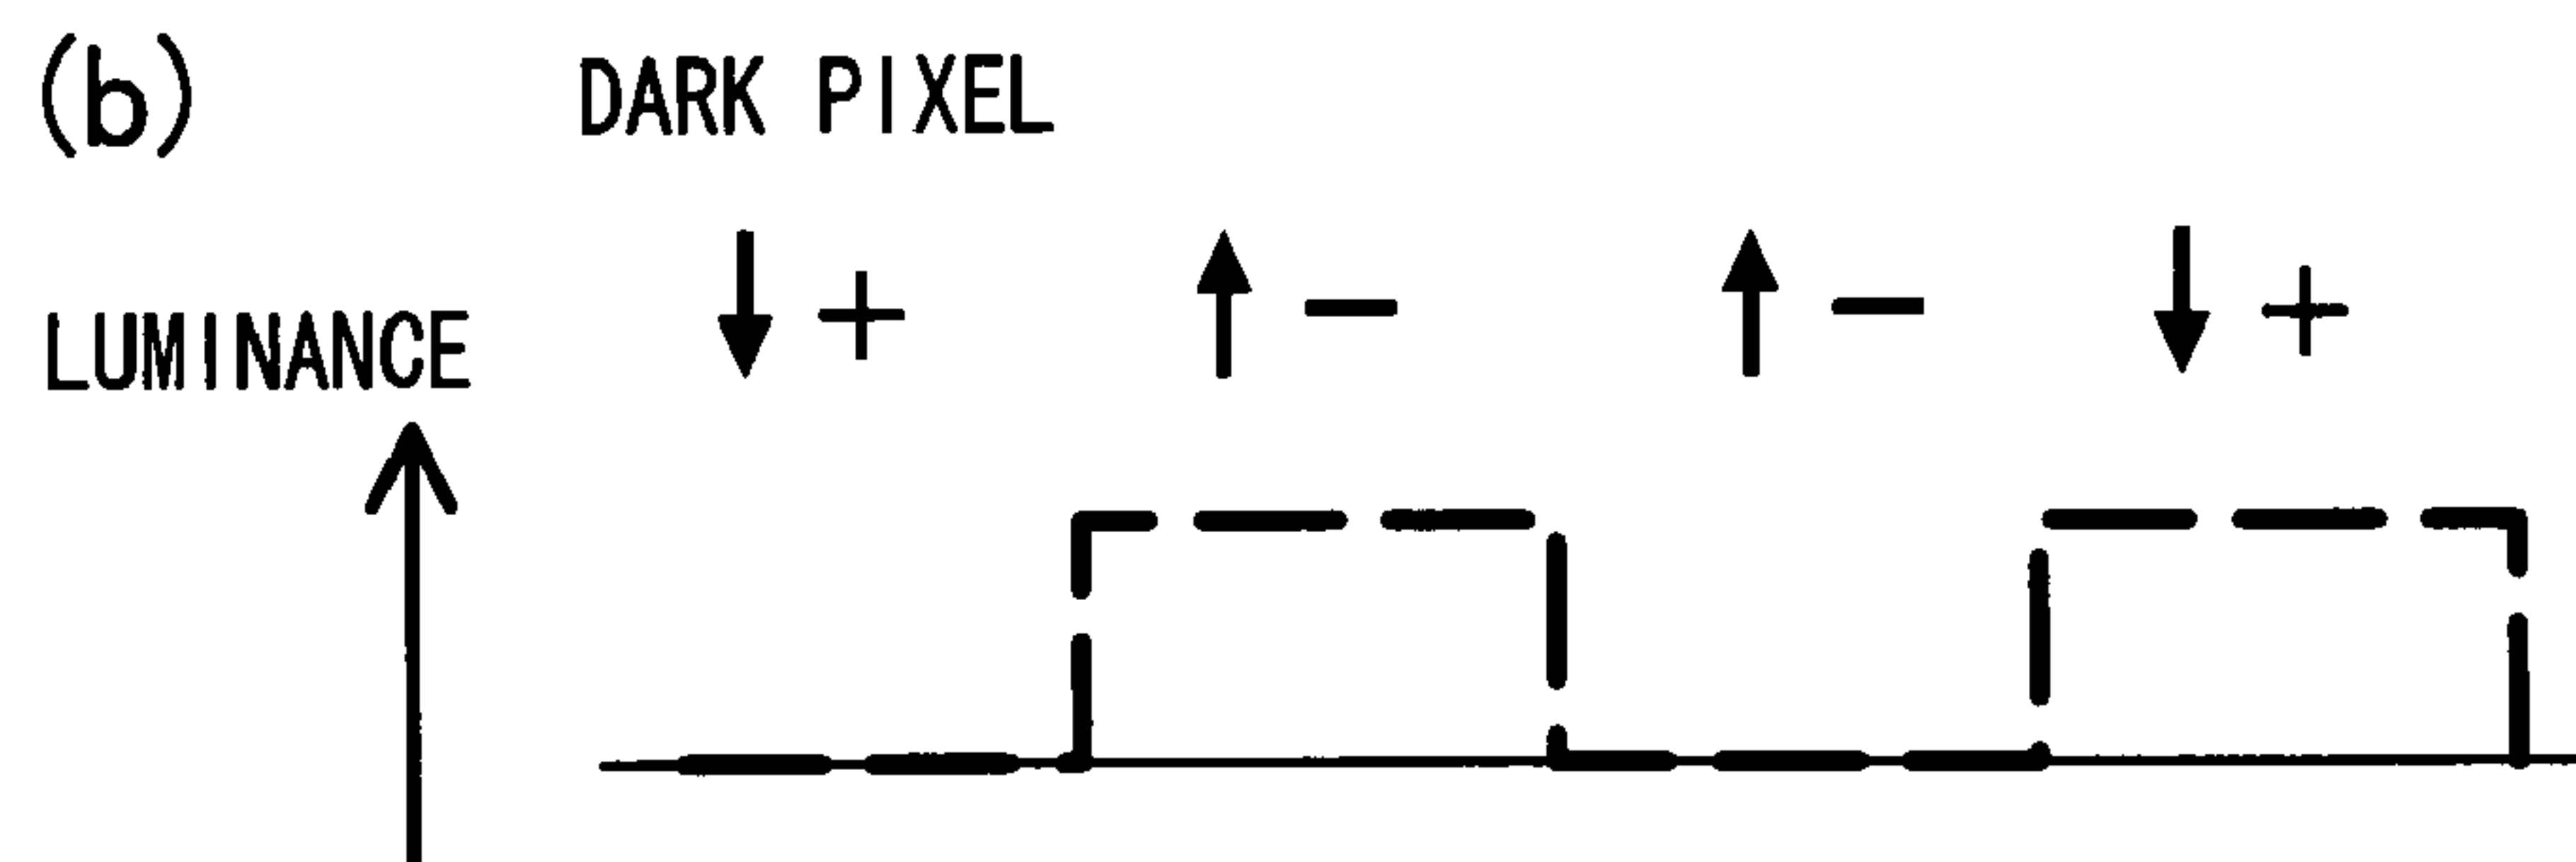 (b) DARK PIXEL
↓ + ↑ − ↑ − ↓ +
LUMINANCE